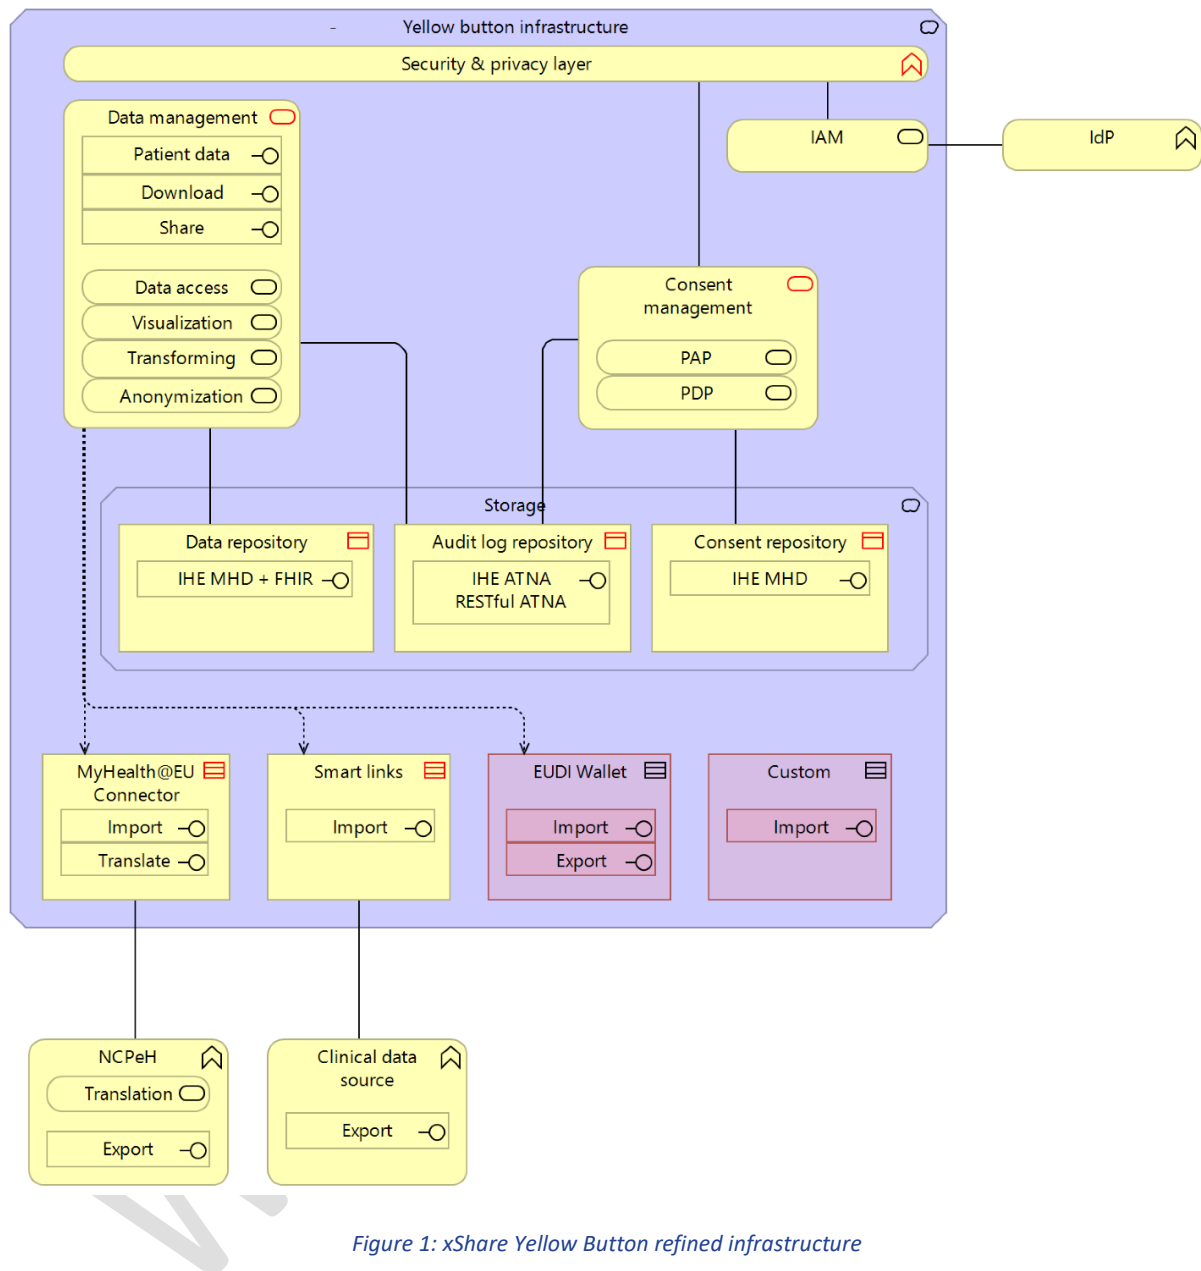 Yellow button infrastructure
Security & privacy layer
Data management
Patient data
Download
Share
Data access
Visualization
Transforming
Anonymization
IAM
IdP
Consent
management
PAP
PDP
Storage
Data repository
IHE MHD + FHIR
Audit log repository
IHE ATNA
RESTful ATNA
Consent repository
IHE MHD
MyHealth@EU
Connector
Import
Translate
Smart links
Import
EUDI Wallet
Import
Export
Custom
Import
NCPeH
Translation
Export
Clinical data
source
Export
Figure 1: xShare Yellow Button refined infrastructure